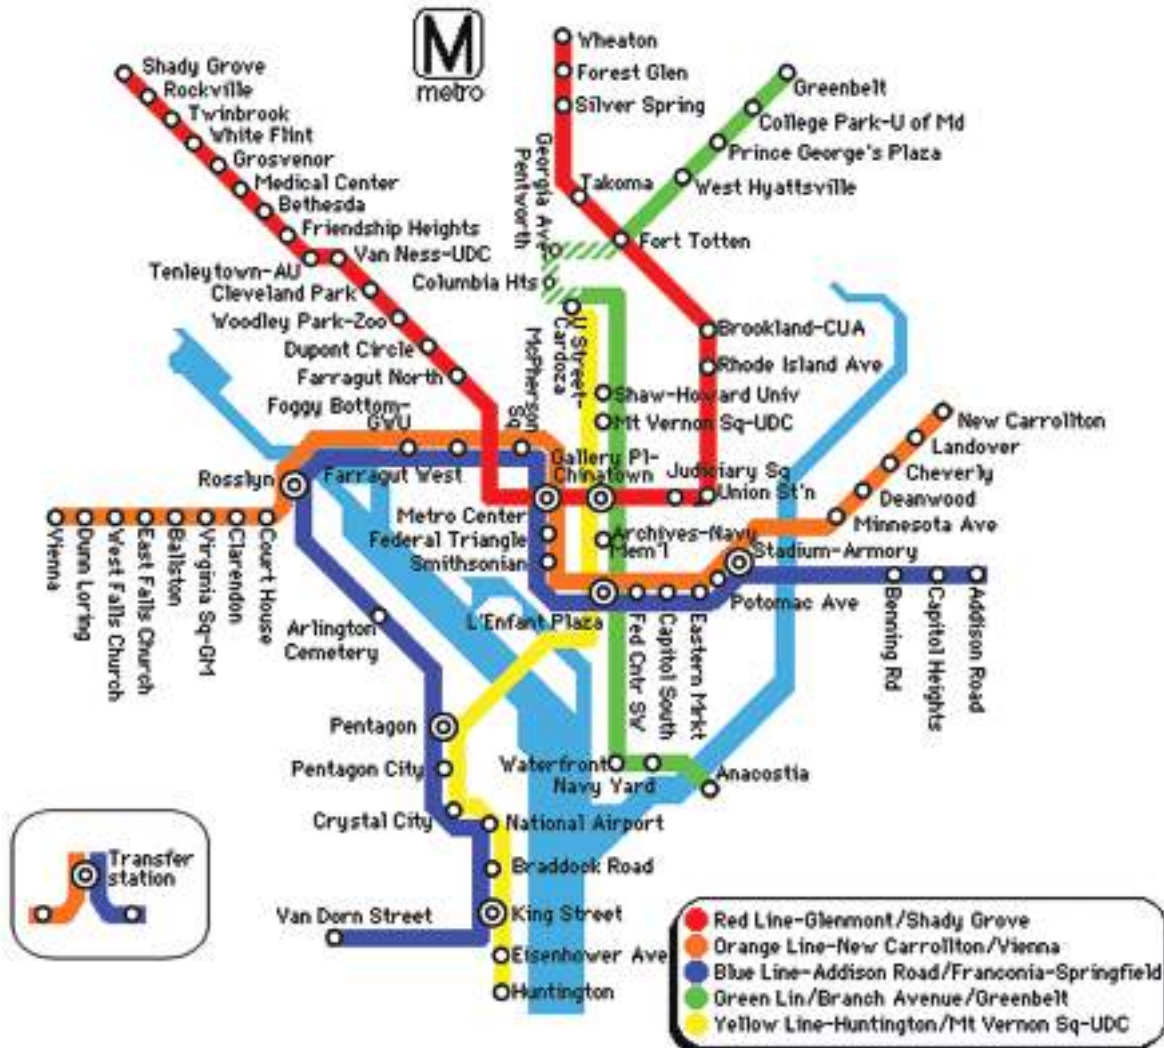 M
metro
Shady Grove
Rockville
Twinbrook
White Flint
Grosvenor
Medical Center
Bethesda
Friendship Heights
Van Ness-UDC
Tenleytown-AU
Cleveland Park
Woodley Park-Zoo
Dupont Circle
Farragut North
Wheaton
Forest Glen
Silver Spring
Takoma
Fort Totten
Brookland-CUA
Rhode Island Ave
Union St'n
Judiciary Sq
Gallery Pl-
Chinatown
Metro Center
Greenbelt
College Park-U of Md
Prince George's Plaza
West Hyattsville
Georgia Ave-
Pentworth
Columbia Hts
U Street-
Cardoza
Shaw-Howard Univ
Mt Vernon Sq-UDC
Archives-Navy
Mem'l
L'Enfant Plaza
Waterfront
Navy Yard
Anacostia
McPherson
Sq
Farragut West
Foggy Bottom-
GWU
Rosslyn
Federal Triangle
Smithsonian
Fed Cntr SW
Capitol South
Eastern Mrkt
Potomac Ave
Stadium-Armory
Minnesota Ave
Deanwood
Cheverly
Landover
New Carrollton
Benning Rd
Capitol Heights
Addison Road
Vienna
Dunn Loring
West Falls Church
East Falls Church
Ballston
Virginia Sq-GM
Clarendon
Court House
Arlington
Cemetery
Pentagon
Pentagon City
Crystal City
National Airport
Braddock Road
King Street
Van Dorn Street
Eisenhower Ave
Huntington
Transfer
station
Red Line-Glenmont/Shady Grove
Orange Line-New Carrollton/Vienna
Blue Line-Addison Road/Franconia-Springfield
Green Lin/Branch Avenue/Greenbelt
Yellow Line-Huntington/Mt Vernon Sq-UDC